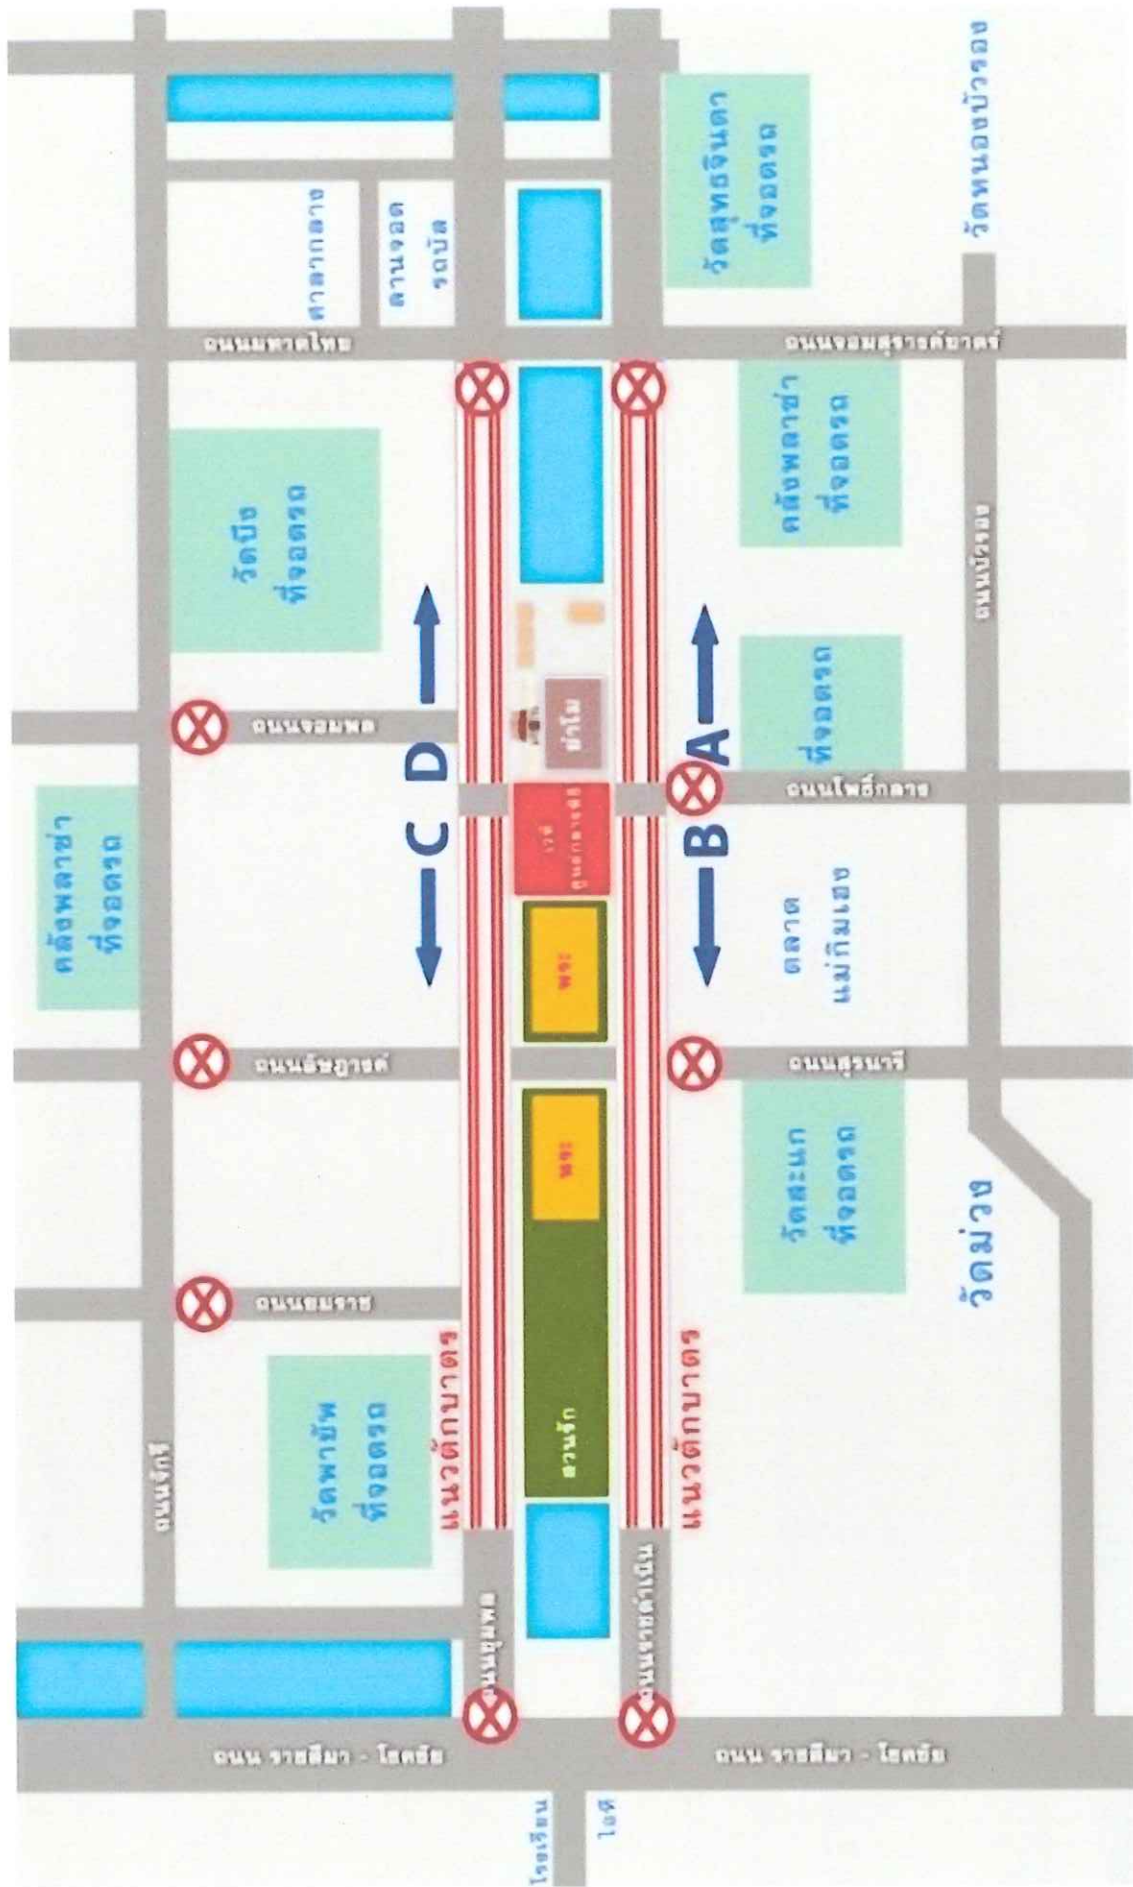 คลังพลาซ่า
ที่จอดรถ
ถนนจักรี
วัดบึง
ที่จอดรถ
ศาลากลาง
ลานจอด
รถบัส
วัดพายัพ
ที่จอดรถ
ถนน ราชสีมา - โชคชัย
ถนนยมราช
ถนนอัษฎางค์
ถนนจอมพล
ถนนมหาดไทย
C D
แนวตักบาตร
ถนนชุมพล
โรงเรียน
สวนรัก
พระ
พระ
เวที
ย่าโม
ถนนราชดำเนิน
แนวตักบาตร
B A
วัดสุทธจินดา
ที่จอดรถ
ถนน ราชสีมา - โชคชัย
ถนนสุรนารี
ถนนโพธิ์กลาง
ถนนจอมสุรางค์ยาตร์
วัดสะแก
ที่จอดรถ
ตลาด
แม่กิมเฮง
ที่จอดรถ
คลังพลาซ่า
ที่จอดรถ
วัดม่วง
ถนนบัวรอง
วัดหนองบัวรอง